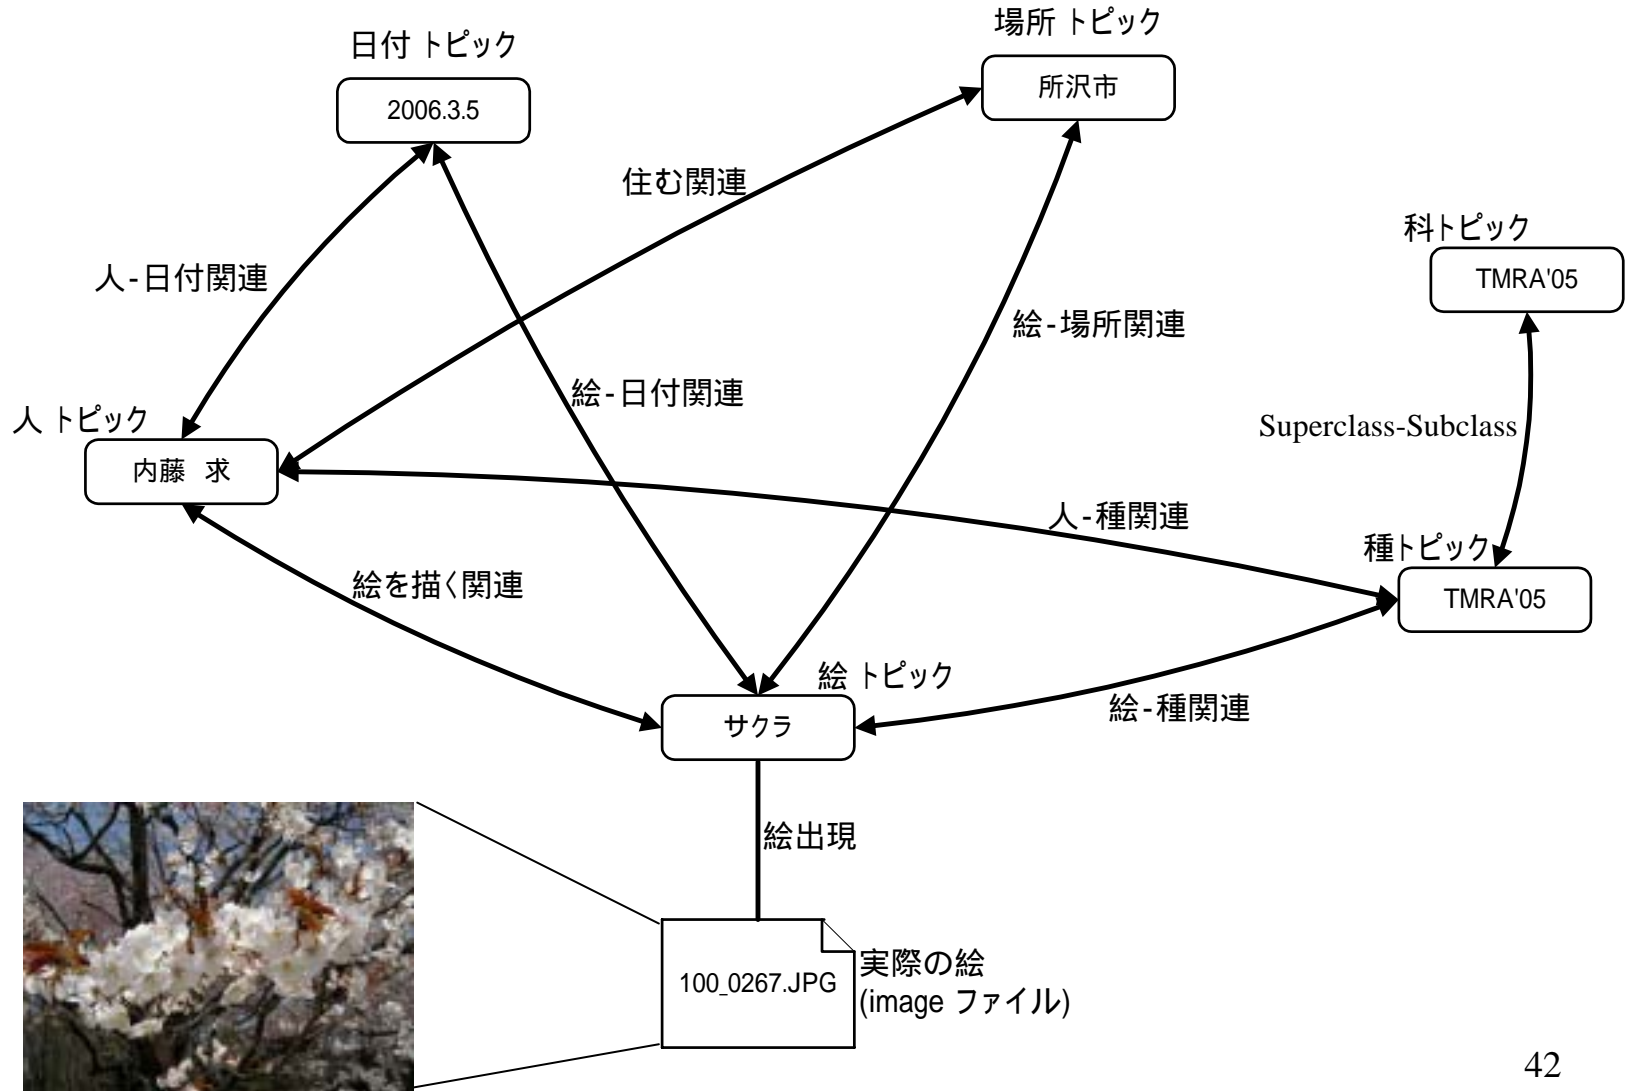 場所 トピック
日付 トピック
所沢市
2006.3.5
住む関連
科トピック
人-日付関連
TMRA'05
絵-場所関連
絵-日付関連
人 トピック
Superclass-Subclass
内藤 求
人-種関連
種トピック
絵を描く関連
TMRA'05
絵 トピック
絵-種関連
サクラ
絵出現
実際の絵
100_0267.JPG
(image ファイル)
42